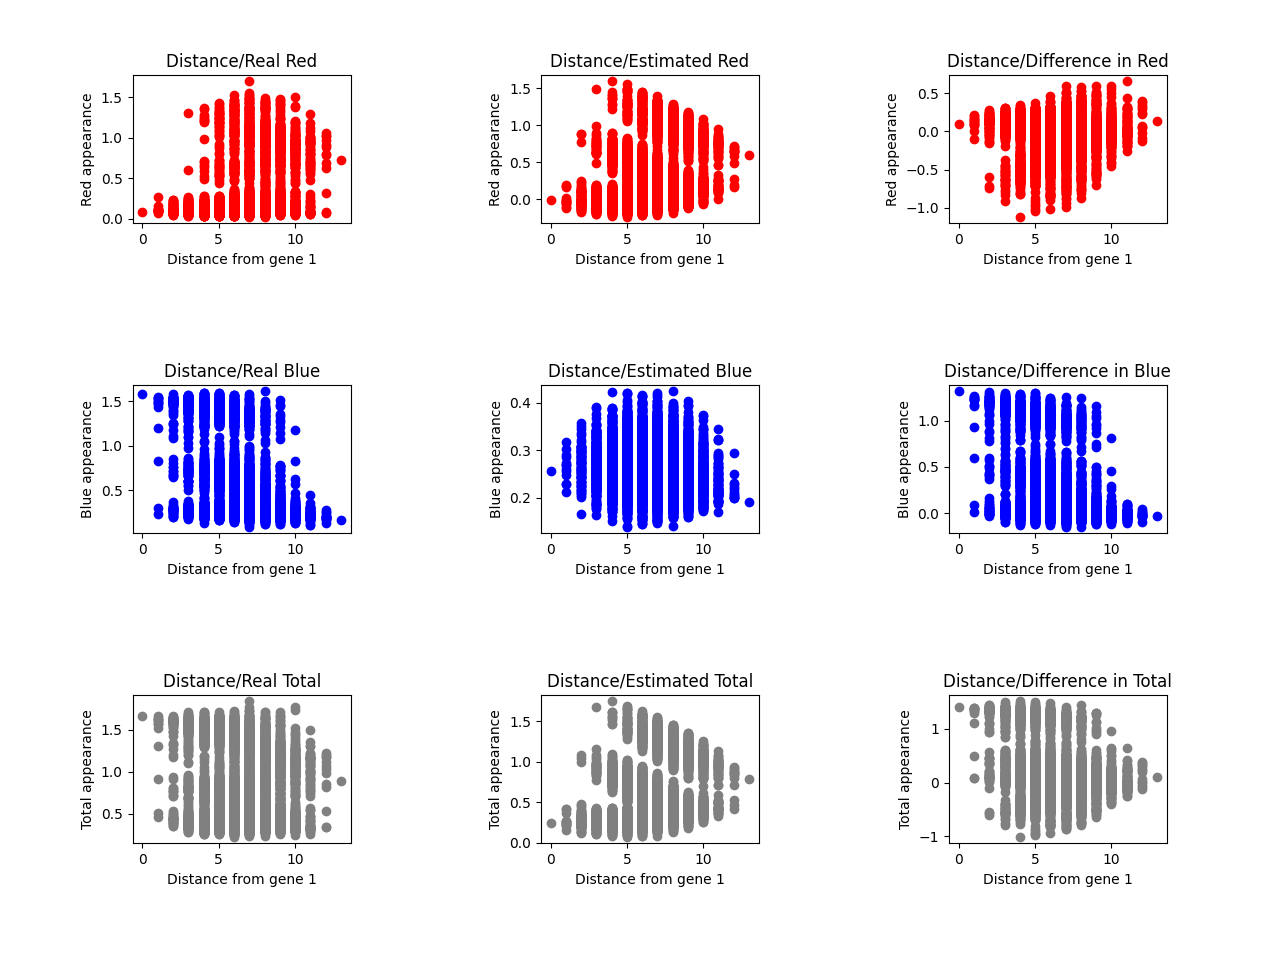 Distance/Real Red
Red appearance
1.5
1.0
0.5
0.0
0 5 10
Distance from gene 1
Distance/Estimated Red
Red appearance
1.5
1.0
0.5
0.0
0 5 10
Distance from gene 1
Distance/Difference in Red
Red appearance
0.5
0.0
−0.5
−1.0
0 5 10
Distance from gene 1
Distance/Real Blue
Blue appearance
1.5
1.0
0.5
0 5 10
Distance from gene 1
Distance/Estimated Blue
Blue appearance
0.4
0.3
0.2
0 5 10
Distance from gene 1
Distance/Difference in Blue
Blue appearance
1.0
0.5
0.0
0 5 10
Distance from gene 1
Distance/Real Total
Total appearance
1.5
1.0
0.5
0 5 10
Distance from gene 1
Distance/Estimated Total
Total appearance
1.5
1.0
0.5
0.0
0 5 10
Distance from gene 1
Distance/Difference in Total
Total appearance
1
0
−1
0 5 10
Distance from gene 1